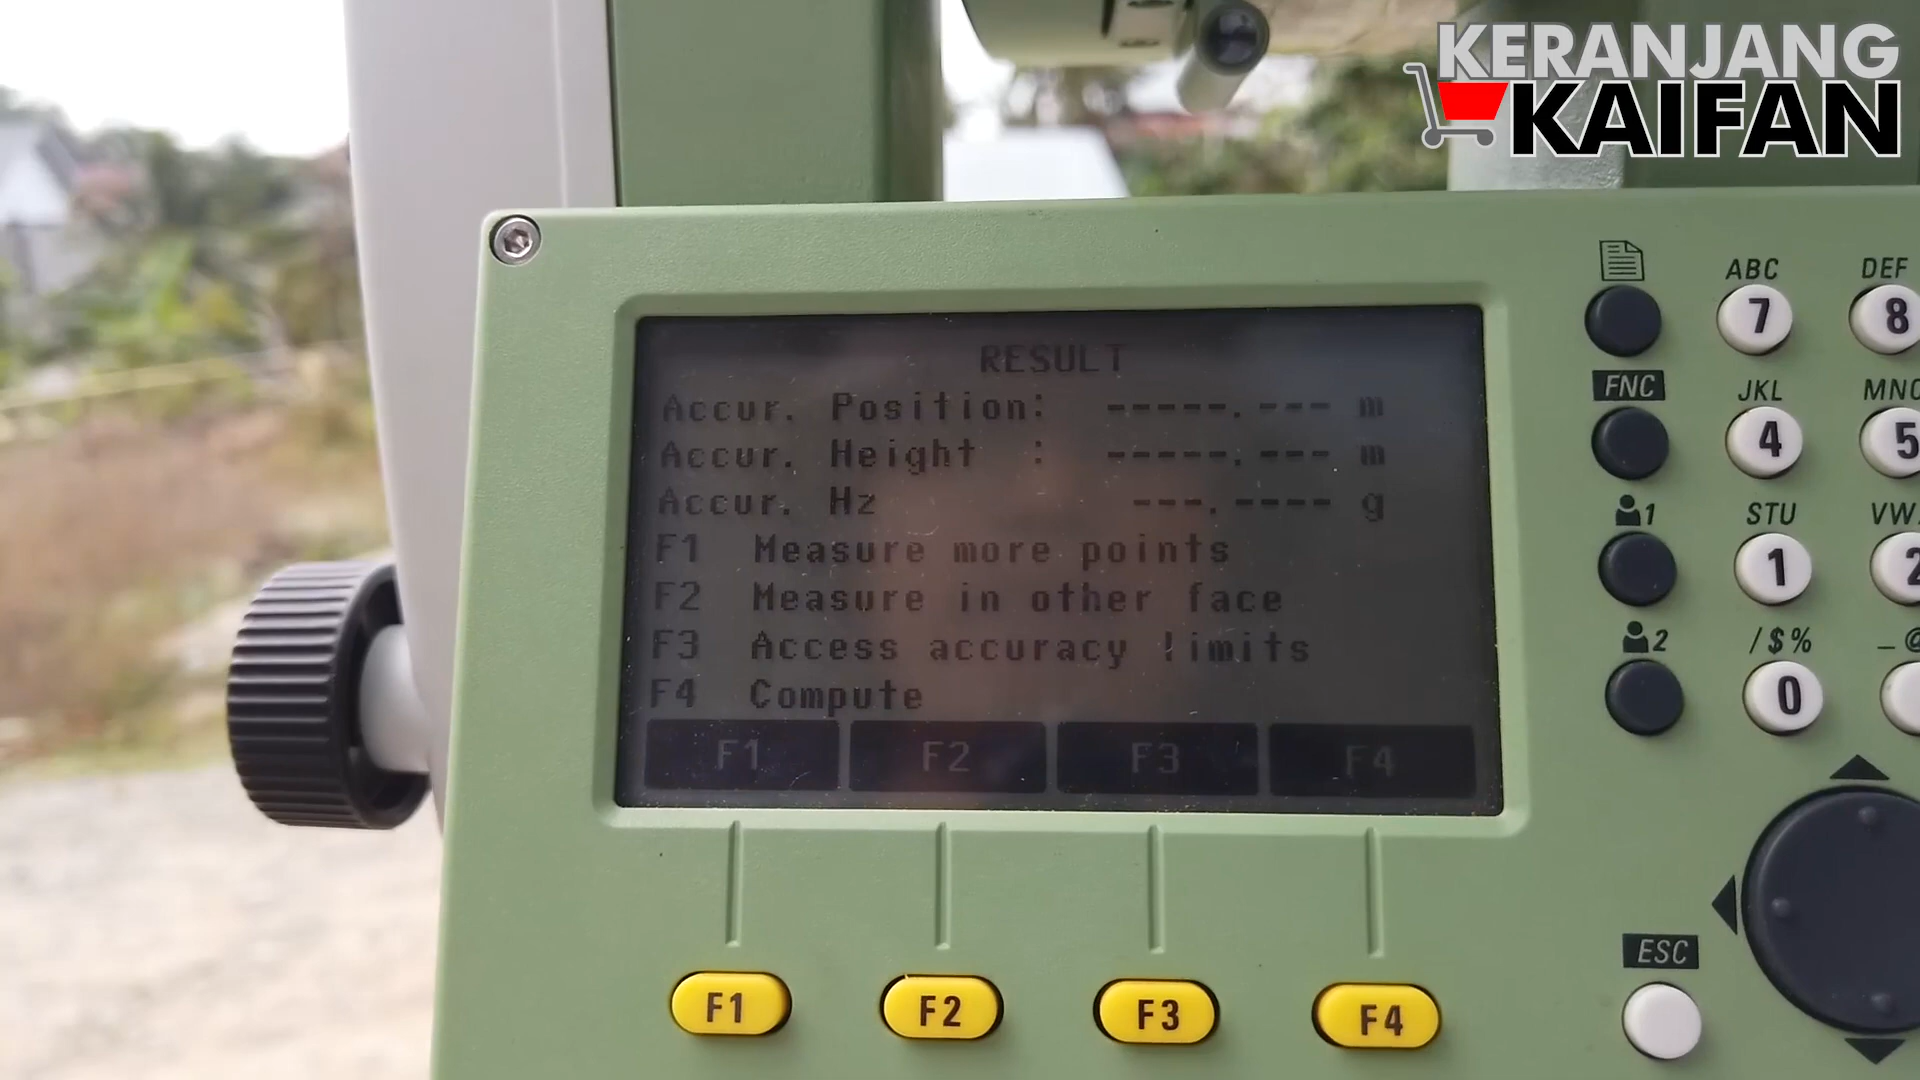 KERANJANG
KAIFAN
RESULT
Accur. Position: -----.--- m
Accur. Height : -----.--- m
Accur. Hz ---.---- g
F1 Measure more points
F2 Measure in other face
F3 Access accuracy limits
F4 Compute
F1 F2 F3 F4
ABC DEF
7 8
FNC JKL MNO
4 5
1 STU VW
1 2
2 /$% _@
0
ESC
F1 F2 F3 F4